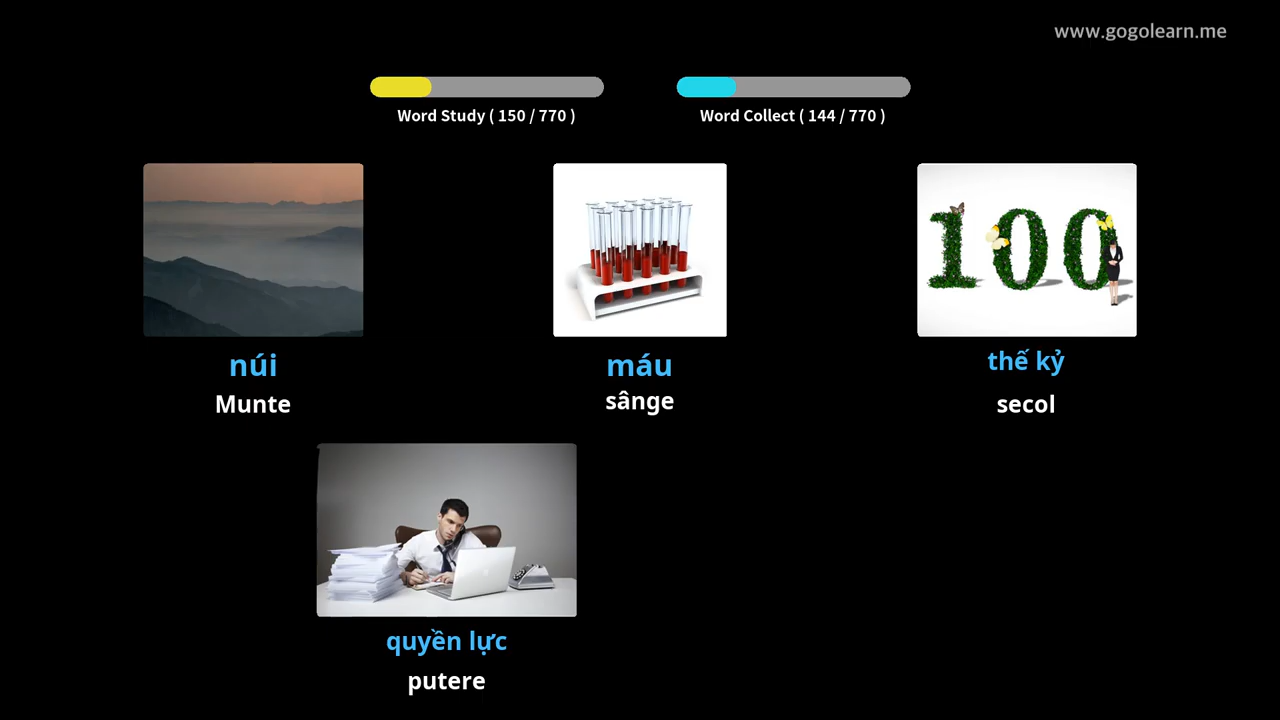 www.gogolearn.me
Word Study ( 150 / 770 )
Word Collect ( 144 / 770 )
100
núi
Munte
máu
sânge
thế kỷ
secol
quyền lực
putere